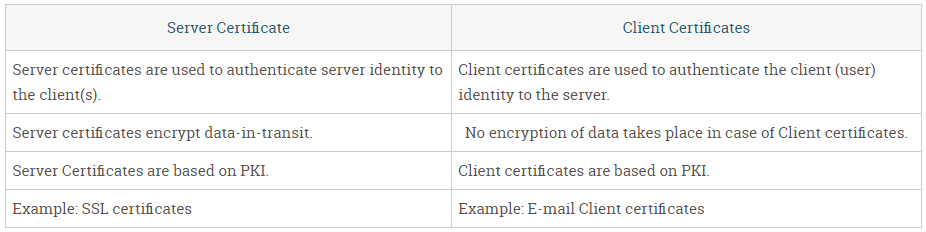 Server Certificate
Client Certificates
Server certificates are used to authenticate server identity to
the client(s).
Client certificates are used to authenticate the client (user)
identity to the server.
Server certificates encrypt data-in-transit.
No encryption of data takes place in case of Client certificates.
Server Certificates are based on PKI.
Client certificates are based on PKI.
Example: SSL certificates
Example: E-mail Client certificates